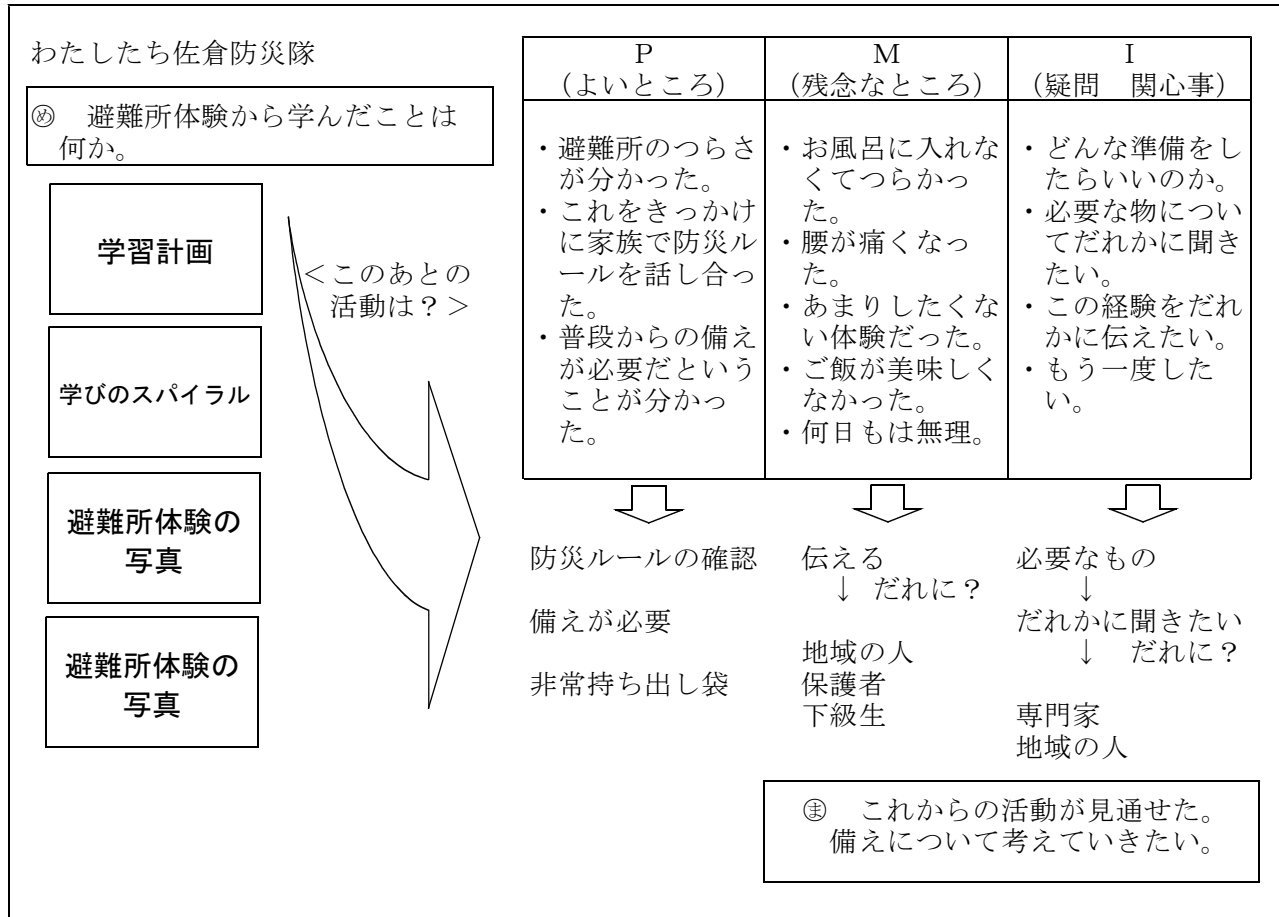 わたしたち佐倉防災隊
㋱　避難所体験から学んだことは
何か。
学習計画
学びのスパイラル
避難所体験の
写真
避難所体験の
写真
＜このあとの
活動は？＞
P
（よいところ）
・避難所のつらさ
が分かった。
・これをきっかけ
に家族で防災ル
ールを話し合っ
た。
・普段からの備え
が必要だという
ことが分かっ
た。
M
（残念なところ）
・お風呂に入れな
くてつらかっ
た。
・腰が痛くなっ
た。
・あまりしたくな
い体験だった。
・ご飯が美味しく
なかった。
・何日もは無理。
I
（疑問　関心事）
・どんな準備をし
たらいいのか。
・必要な物につい
てだれかに聞き
たい。
・この経験をだれ
かに伝えたい。
・もう一度した
い。
防災ルールの確認
備えが必要
非常持ち出し袋
伝える
↓　だれに？
地域の人
保護者
下級生
必要なもの
↓
だれかに聞きたい
↓　だれに？
専門家
地域の人
㋮　これからの活動が見通せた。
備えについて考えていきたい。